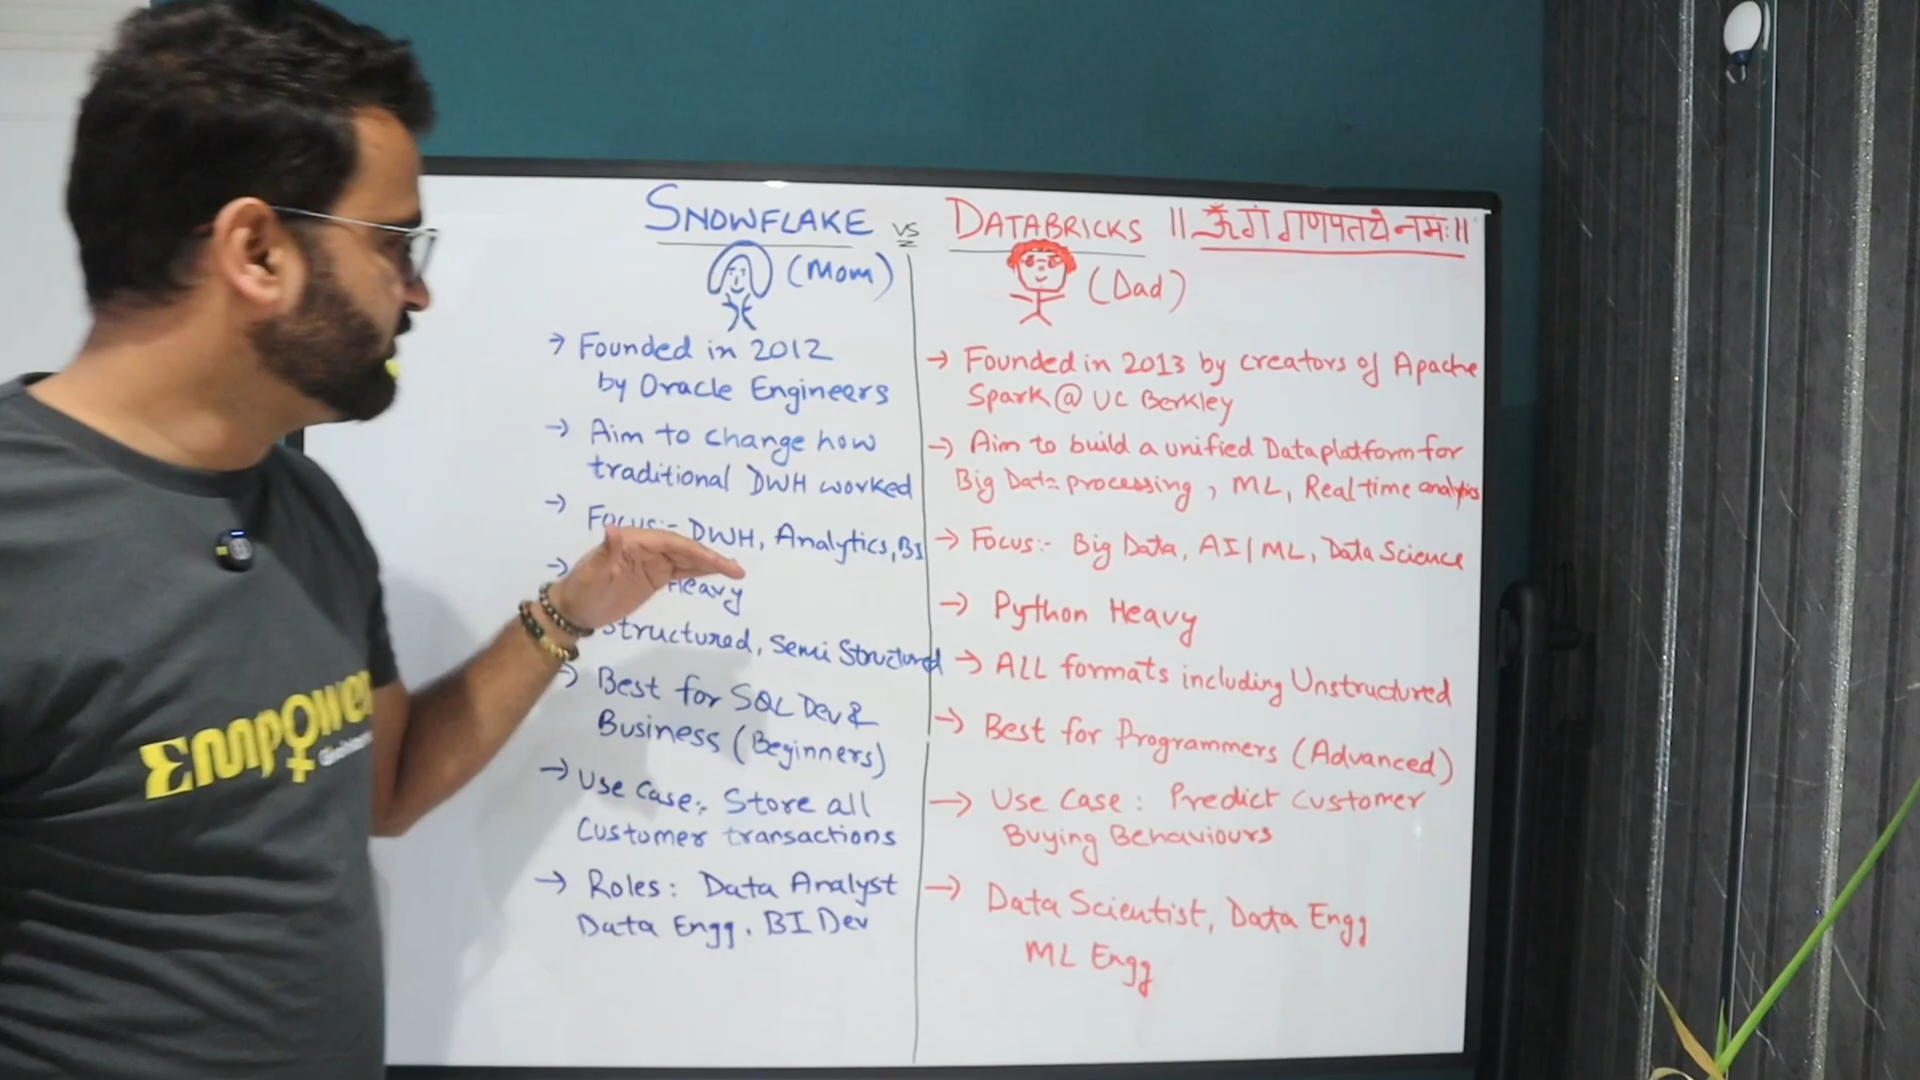 SNOWFLAKE vs DATABRICKS ॥ ॐ गं गणपतये नमः॥
(Mom)
→ Founded in 2012
by Oracle Engineers
→ Aim to change how
traditional DWH worked
→ Focus:- DWH, Analytics, BI
→ Heavy
Structured, Semi Structured
→ Best for SQL Dev &
Business (Beginners)
→ Use Case:- Store all
Customer transactions
→ Roles: Data Analyst
Data Engg, BI Dev
(Dad)
→ Founded in 2013 by creators of Apache
Spark @ UC Berkley
→ Aim to build a unified Dataplatform for
Big Data processing, ML, Realtime analytics
→ Focus:- Big Data, AI/ML, Data Science
→ Python Heavy
→ ALL formats including Unstructured
→ Best for Programmers (Advanced)
→ Use Case: Predict Customer
Buying Behaviours
→ Data Scientist, Data Engg
ML Engg
EMPOWER